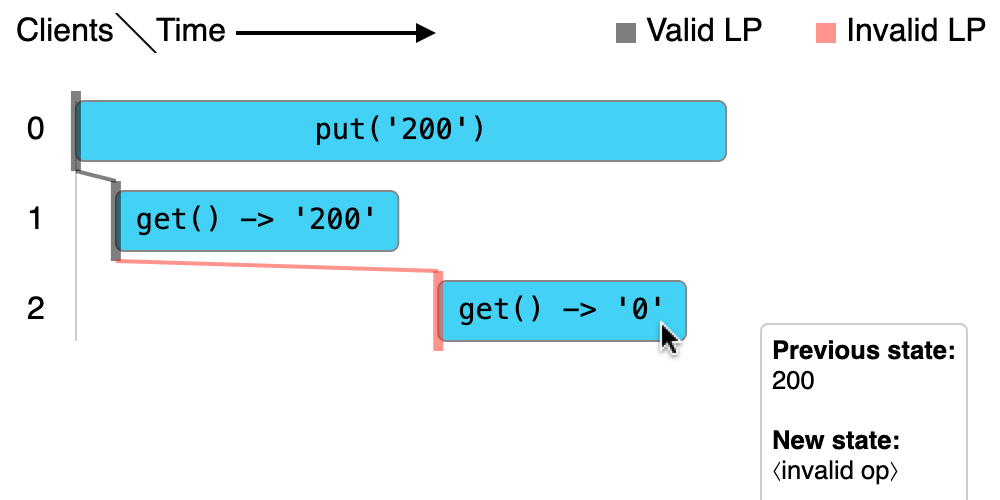 Clients Time Valid LP Invalid LP
0 put('200')
1 get() -> '200'
2 get() -> '0'
Previous state:
200
New state:
⟨invalid op⟩